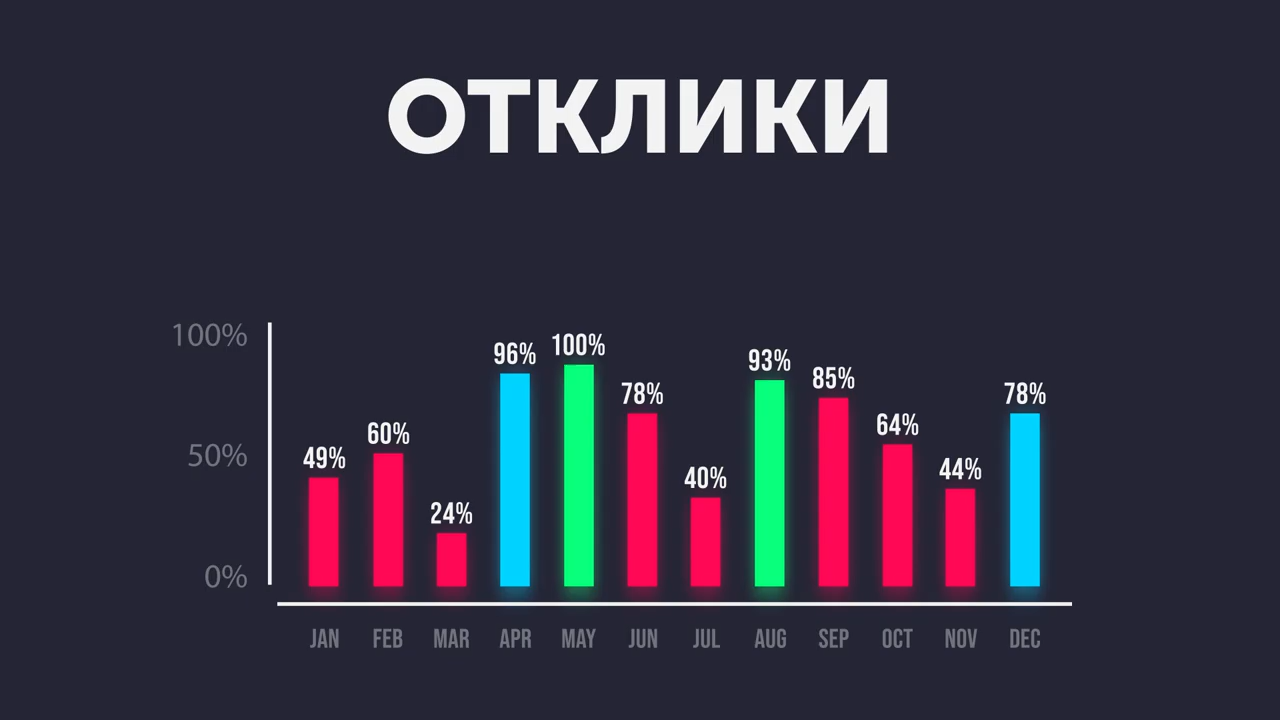 ОТКЛИКИ
100%
50%
0%
49% 60% 24% 96% 100% 78% 40% 93% 85% 64% 44% 78%
JAN FEB MAR APR MAY JUN JUL AUG SEP OCT NOV DEC